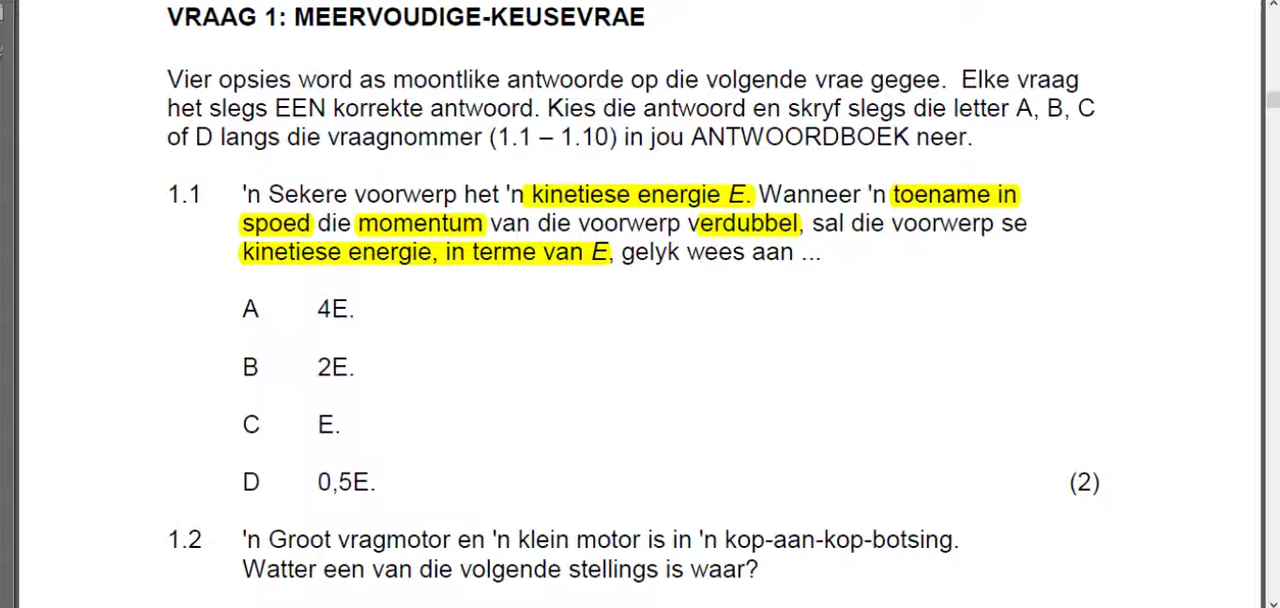 VRAAG 1: MEERVOUDIGE-KEUSEVRAE
Vier opsies word as moontlike antwoorde op die volgende vrae gegee. Elke vraag
het slegs EEN korrekte antwoord. Kies die antwoord en skryf slegs die letter A, B, C
of D langs die vraagnommer (1.1 – 1.10) in jou ANTWOORDBOEK neer.
1.1 'n Sekere voorwerp het 'n kinetiese energie E. Wanneer 'n toename in
spoed die momentum van die voorwerp verdubbel, sal die voorwerp se
kinetiese energie, in terme van E, gelyk wees aan ...
A 4E.
B 2E.
C E.
D 0,5E. (2)
1.2 'n Groot vragmotor en 'n klein motor is in 'n kop-aan-kop-botsing.
Watter een van die volgende stellings is waar?